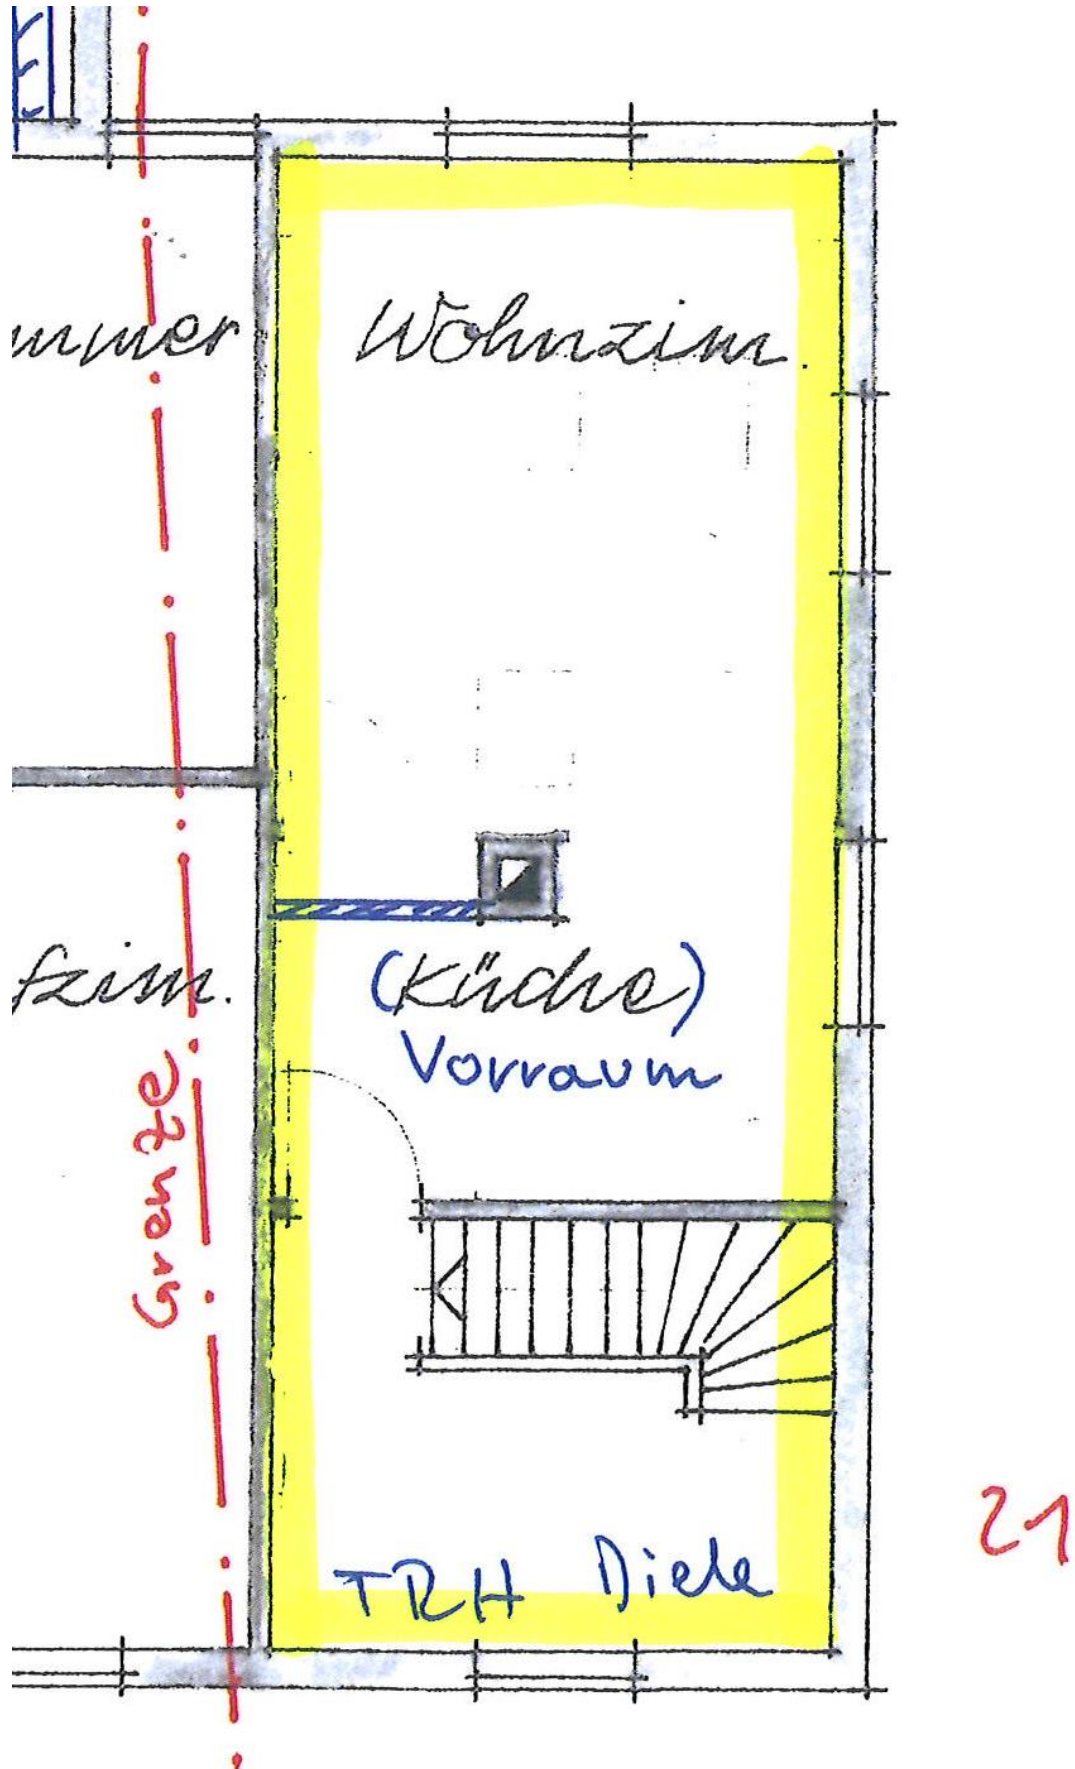 mmer
Wohnzim.
fzim.
(Küche)
Vorraum
Grenze
TRH Diele
21